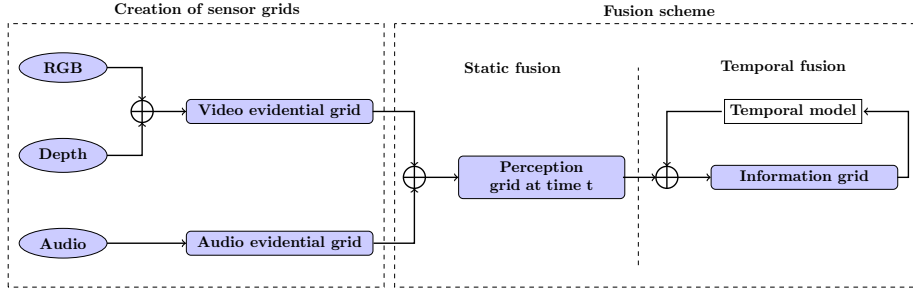 Creation of sensor grids
Fusion scheme
RGB
Depth
Audio
Video evidential grid
Audio evidential grid
Static fusion
Perception
grid at time t
Temporal fusion
Temporal model
Information grid